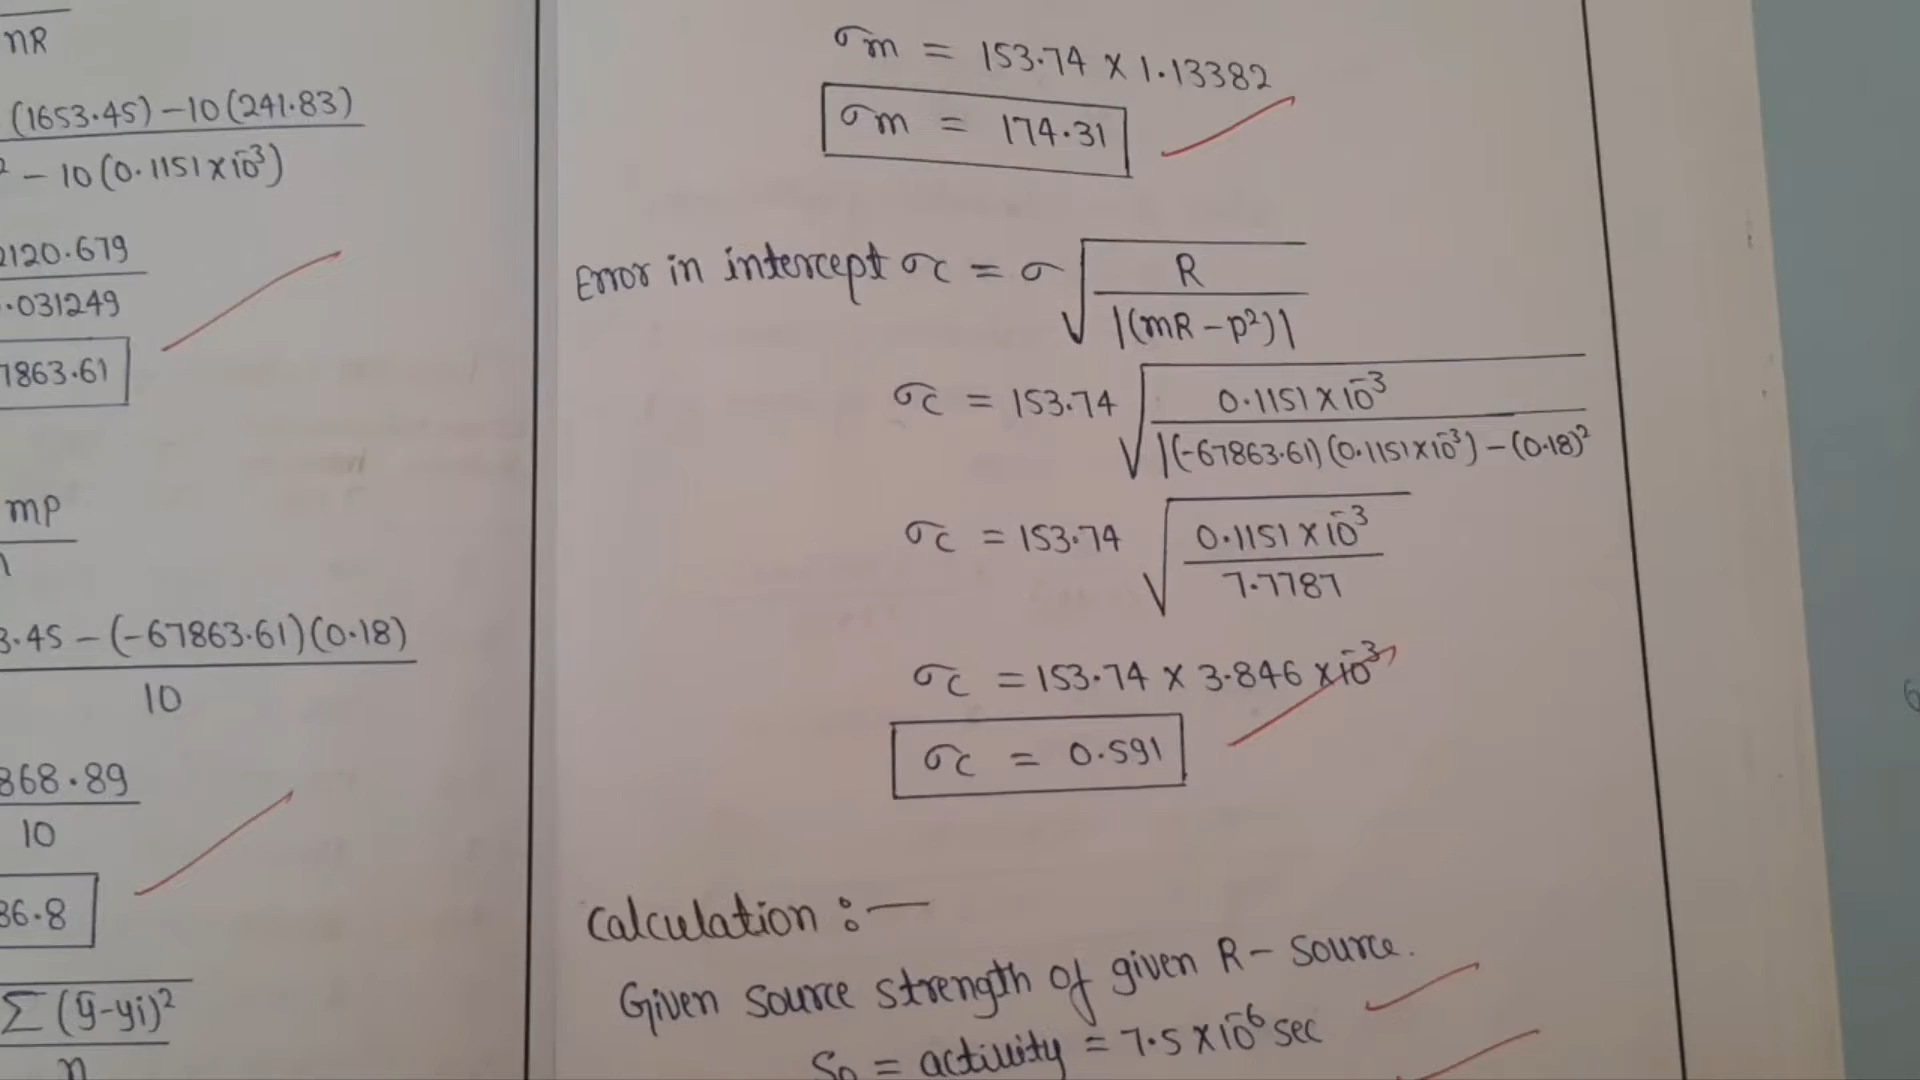 nR
(1653.45) – 10 (241.83)
2 – 10 (0.1151 x 10^-3)
2120.679
.031249
7863.61
mp
3.45 – (-67863.61) (0.18)
10
868.89
10
36.8
Σ (ȳ-yi)²
n
σm = 153.74 x 1.13382
σm = 174.31
Error in intercept σc = σ √ R
|(mR – p²)|
σc = 153.74 √ 0.1151 x 10^-3
|(-67863.61) (0.1151 x 10^-3) – (0.18)²
σc = 153.74 √ 0.1151 x 10^-3
7.7787
σc = 153.74 x 3.846 x 10^-3
σc = 0.591
Calculation :—
Given source strength of given R – source.
So = activity = 7.5 x 10^-6 sec